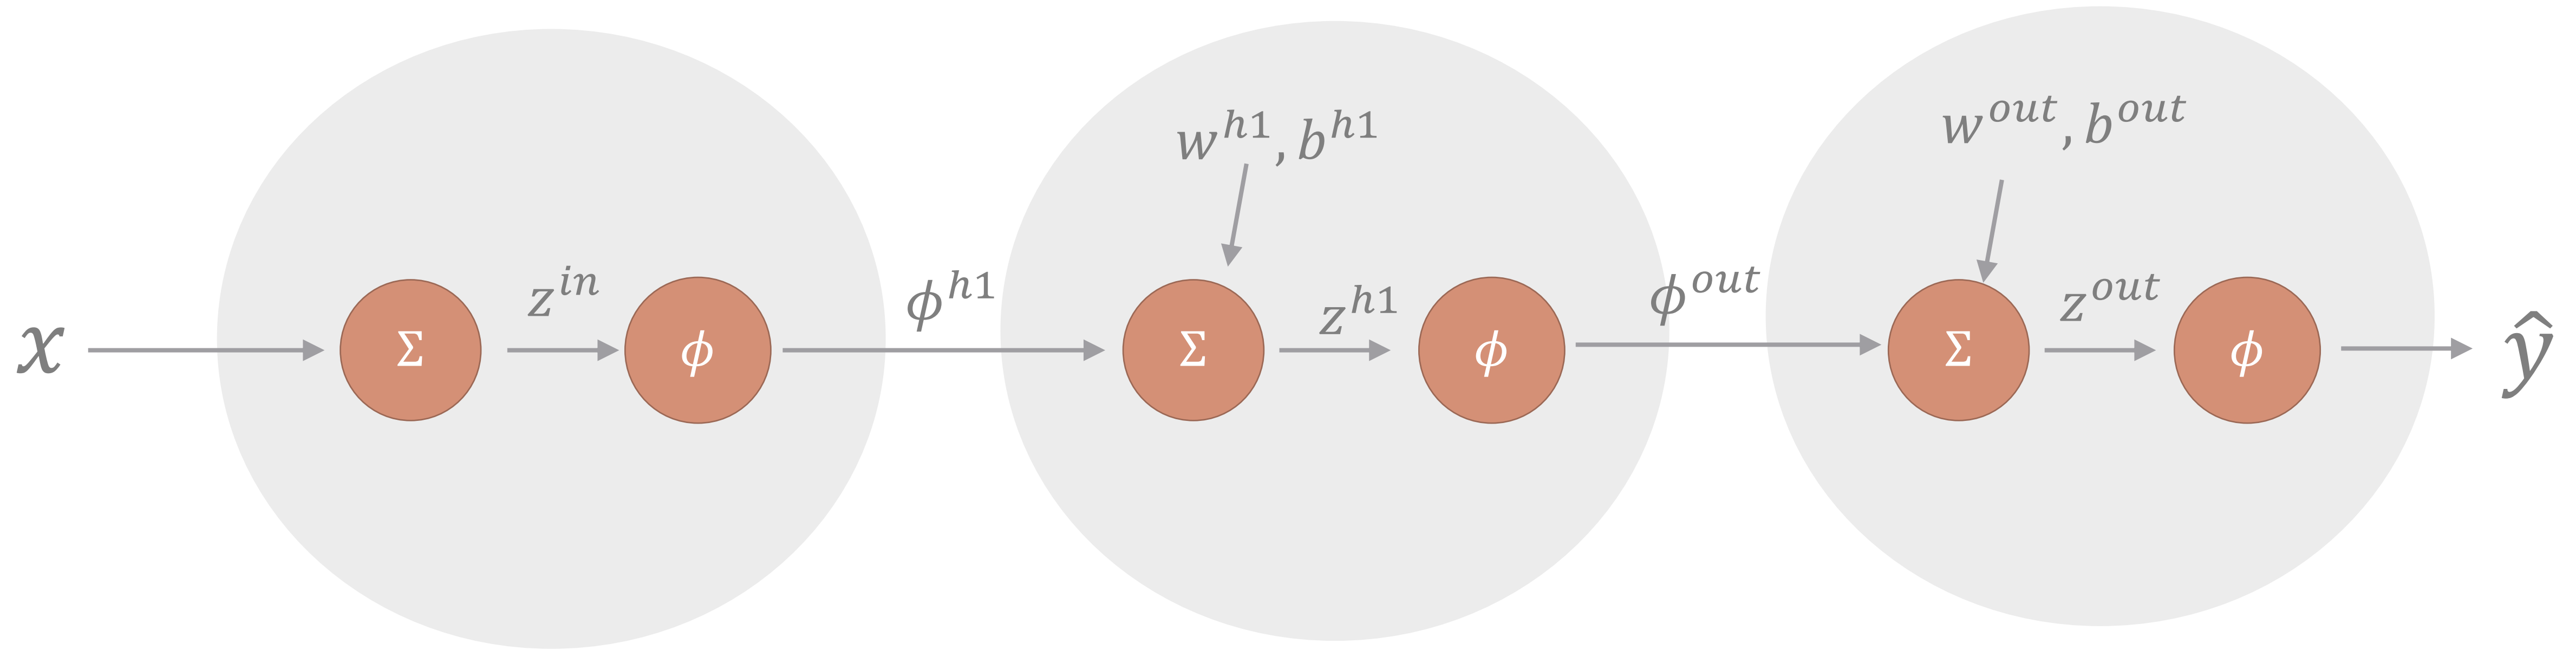 w^{h1}, b^{h1}
w^{out}, b^{out}
x Σ z^{in} ϕ ϕ^{h1} Σ z^{h1} ϕ ϕ^{out} Σ z^{out} ϕ ŷ